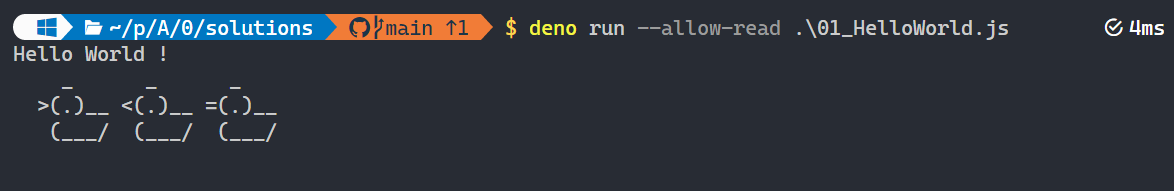 ~/p/A/0/solutions main ↑1 $ deno run --allow-read .\01_HelloWorld.js 4ms
Hello World !
    _      _      _
  >(.)__ <(.)__ =(.)__
   (___/  (___/  (___/